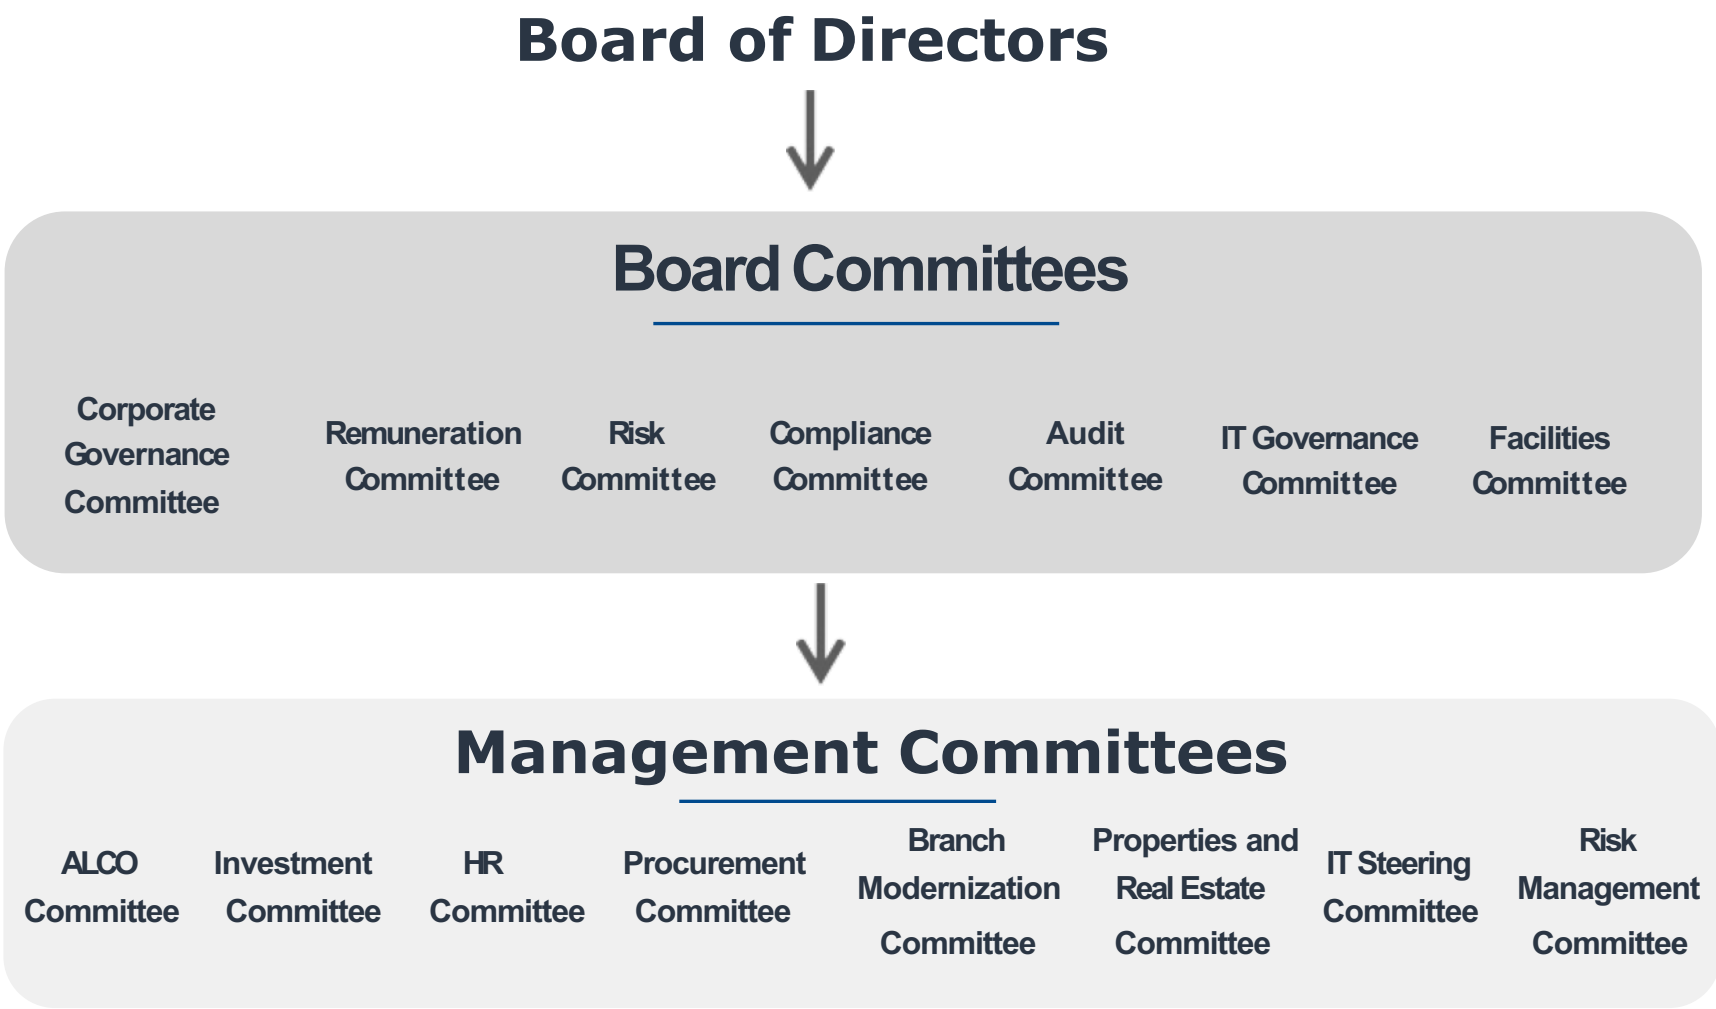 Board of Directors
Board Committees
Corporate
Governance
Committee
Remuneration
Committee
Risk
Committee
Compliance
Committee
Audit
Committee
IT Governance
Committee
Facilities
Committee
Management Committees
ALCO
Committee
Investment
Committee
HR
Committee
Procurement
Committee
Branch
Modernization
Committee
Properties and
Real Estate
Committee
IT Steering
Committee
Risk
Management
Committee